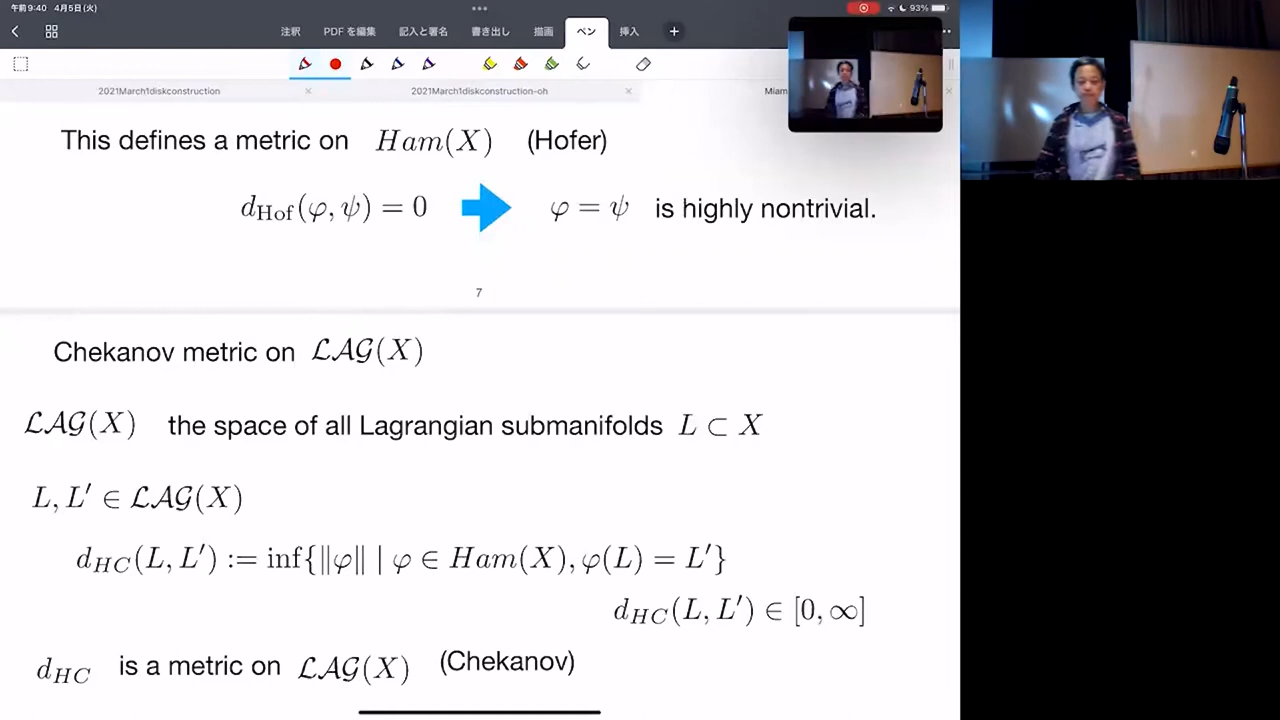 午前9:40 4月5日(火)
93%
注釈 PDF を編集 記入と署名 書き出し 描画 ペン 挿入
2021March1diskconstruction × 2021March1diskconstruction-oh × Miam ×
This defines a metric on Ham(X) (Hofer)
d_Hof(φ, ψ) = 0 φ = ψ is highly nontrivial.
7
Chekanov metric on ℒ𝒜𝒢(X)
ℒ𝒜𝒢(X) the space of all Lagrangian submanifolds L ⊂ X
L, L′ ∈ ℒ𝒜𝒢(X)
d_HC(L, L′) := inf{‖φ‖ | φ ∈ Ham(X), φ(L) = L′}
d_HC(L, L′) ∈ [0, ∞]
d_HC is a metric on ℒ𝒜𝒢(X) (Chekanov)